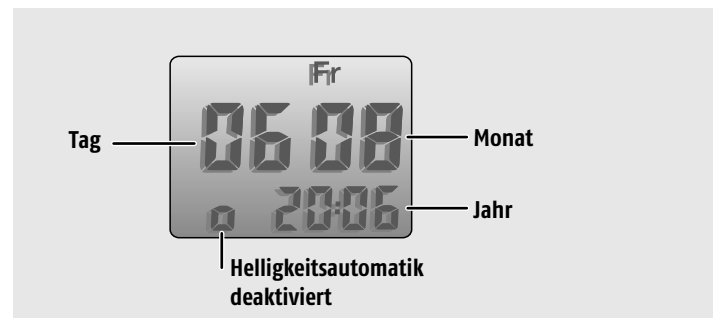 Fr
Tag 06 08 Monat
o 20:06 Jahr
Helligkeitsautomatik
deaktiviert